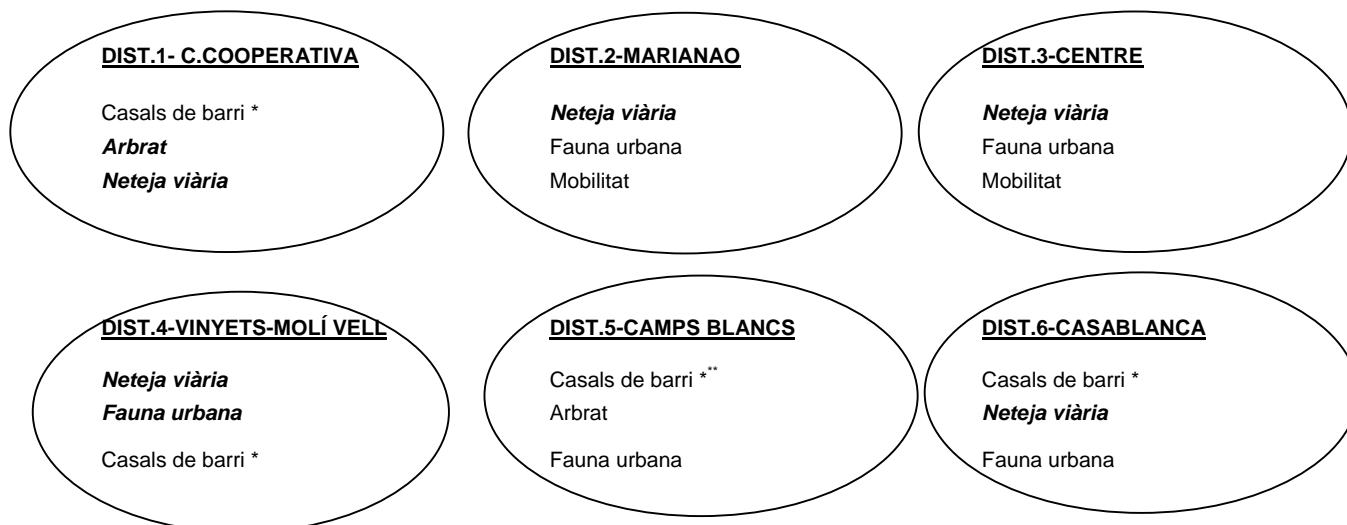 DIST.1- C.COOPERATIVA
Casals de barri *
Arbrat
Neteja viària
DIST.2-MARIANAO
Neteja viària
Fauna urbana
Mobilitat
DIST.3-CENTRE
Neteja viària
Fauna urbana
Mobilitat
DIST.4-VINYETS-MOLÍ VELL
Neteja viària
Fauna urbana
Casals de barri *
DIST.5-CAMPS BLANCS
Casals de barri ***
Arbrat
Fauna urbana
DIST.6-CASABLANCA
Casals de barri *
Neteja viària
Fauna urbana